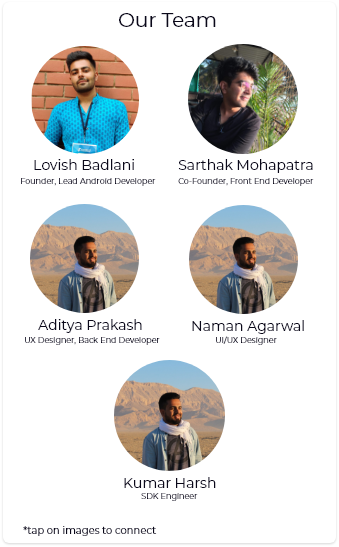 Our Team
Lovish Badlani
Founder, Lead Android Developer
Sarthak Mohapatra
Co-Founder, Front End Developer
Aditya Prakash
UX Designer, Back End Developer
Naman Agarwal
UI/UX Designer
Kumar Harsh
SDK Engineer
*tap on images to connect